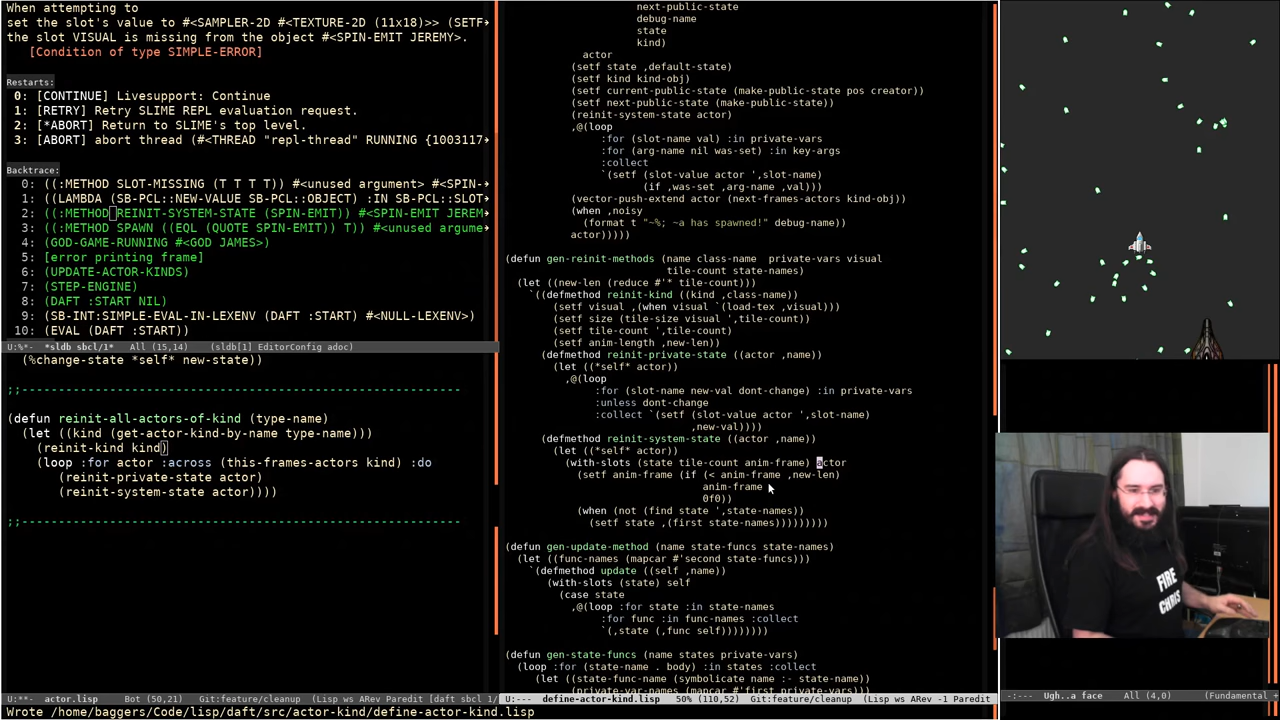 When attempting to
set the slot's value to #<SAMPLER-2D #<TEXTURE-2D (11x18)>> (SETF→
the slot VISUAL is missing from the object #<SPIN-EMIT JEREMY>.
[Condition of type SIMPLE-ERROR]
Restarts:
0: [CONTINUE] Livesupport: Continue
1: [RETRY] Retry SLIME REPL evaluation request.
2: [*ABORT] Return to SLIME's top level.
3: [ABORT] abort thread (#<THREAD "repl-thread" RUNNING {1003117→
Backtrace:
0: ((:METHOD SLOT-MISSING (T T T T)) #<unused argument> #<SPIN-→
1: ((LAMBDA (SB-PCL::NEW-VALUE SB-PCL::OBJECT) :IN SB-PCL::SLOT→
2: ((:METHOD REINIT-SYSTEM-STATE (SPIN-EMIT)) #<SPIN-EMIT JEREM→
3: ((:METHOD SPAWN ((EQL (QUOTE SPIN-EMIT)) T)) #<unused argume→
4: (GOD-GAME-RUNNING #<GOD JAMES>)
5: [error printing frame]
6: (UPDATE-ACTOR-KINDS)
7: (STEP-ENGINE)
8: (DAFT :START NIL)
9: (SB-INT:SIMPLE-EVAL-IN-LEXENV (DAFT :START) #<NULL-LEXENV>)
10: (EVAL (DAFT :START))
U:%*- *sldb sbcl/1* All (15,14) (sldb[1] EditorConfig adoc)
(%change-state *self* new-state))
;;----------------------------------------------------------
(defun reinit-all-actors-of-kind (type-name)
(let ((kind (get-actor-kind-by-name type-name)))
(reinit-kind kind)
(loop :for actor :across (this-frames-actors kind) :do
(reinit-private-state actor)
(reinit-system-state actor))))
;;----------------------------------------------------------
U:**- actor.lisp Bot (50,21) Git:feature/cleanup (Lisp ws ARev Paredit [daft sbcl 1/
Wrote /home/baggers/Code/lisp/daft/src/actor-kind/define-actor-kind.lisp
next-public-state
debug-name
state
kind)
actor
(setf state ,default-state)
(setf kind kind-obj)
(setf current-public-state (make-public-state pos creator))
(setf next-public-state (make-public-state))
(reinit-system-state actor)
,@(loop
:for (slot-name val) :in private-vars
:for (arg-name nil was-set) :in key-args
:collect
`(setf (slot-value actor ',slot-name)
(if ,was-set ,arg-name ,val)))
(vector-push-extend actor (next-frames-actors kind-obj))
(when ,noisy
(format t "~%; ~a has spawned!" debug-name))
actor)))))
(defun gen-reinit-methods (name class-name private-vars visual
tile-count state-names)
(let ((new-len (reduce #'* tile-count)))
`((defmethod reinit-kind ((kind ,class-name))
(setf visual ,(when visual `(load-tex ,visual)))
(setf size (tile-size visual ',tile-count))
(setf tile-count ',tile-count)
(setf anim-length ,new-len))
(defmethod reinit-private-state ((actor ,name))
(let ((*self* actor))
,@(loop
:for (slot-name new-val dont-change) :in private-vars
:unless dont-change
:collect `(setf (slot-value actor ',slot-name)
,new-val))))
(defmethod reinit-system-state ((actor ,name))
(let ((*self* actor))
(with-slots (state tile-count anim-frame) actor
(setf anim-frame (if (< anim-frame ,new-len)
anim-frame
0f0))
(when (not (find state ',state-names))
(setf state ,(first state-names)))))))))
(defun gen-update-method (name state-funcs state-names)
(let ((func-names (mapcar #'second state-funcs)))
`(defmethod update ((self ,name))
(with-slots (state) self
(case state
,@(loop :for state :in state-names
:for func :in func-names :collect
`(,state (,func self))))))))
(defun gen-state-funcs (name states private-vars)
(loop :for (state-name . body) :in states :collect
(let ((state-func-name (symbolicate name :- state-name))
(private-var-names (mapcar #'first private-vars))
U:--- define-actor-kind.lisp 50% (110,52) Git:feature/cleanup (Lisp ws ARev -1 Paredit
FIRE
CHRIS
-:--- Ugh..a face All (4,0) (Fundamental +